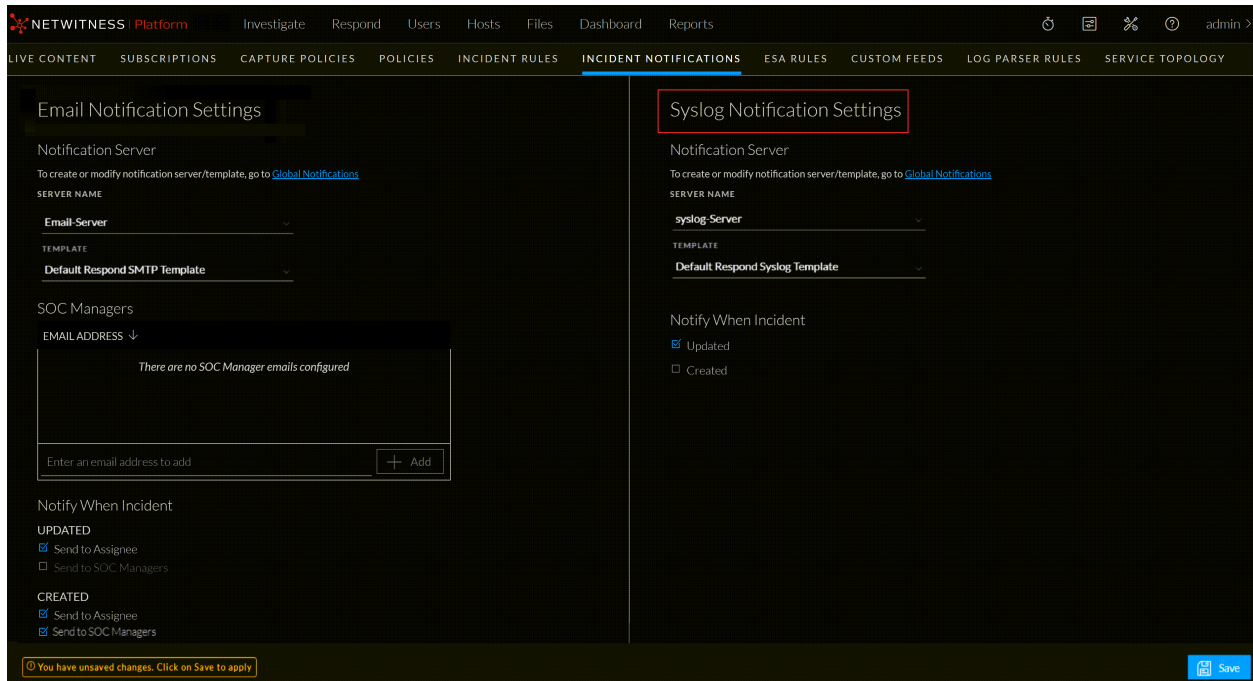 NETWITNESS | Platform Investigate Respond Users Hosts Files Dashboard Reports admin >
LIVE CONTENT SUBSCRIPTIONS CAPTURE POLICIES POLICIES INCIDENT RULES INCIDENT NOTIFICATIONS ESA RULES CUSTOM FEEDS LOG PARSER RULES SERVICE TOPOLOGY
Email Notification Settings
Notification Server
To create or modify notification server/template, go to Global Notifications
SERVER NAME
Email-Server
TEMPLATE
Default Respond SMTP Template
SOC Managers
EMAIL ADDRESS ↓
There are no SOC Manager emails configured
Enter an email address to add
+ Add
Notify When Incident
UPDATED
Send to Assignee
Send to SOC Managers
CREATED
Send to Assignee
Send to SOC Managers
Syslog Notification Settings
Notification Server
To create or modify notification server/template, go to Global Notifications
SERVER NAME
syslog-Server
TEMPLATE
Default Respond Syslog Template
Notify When Incident
Updated
Created
You have unsaved changes. Click on Save to apply
Save